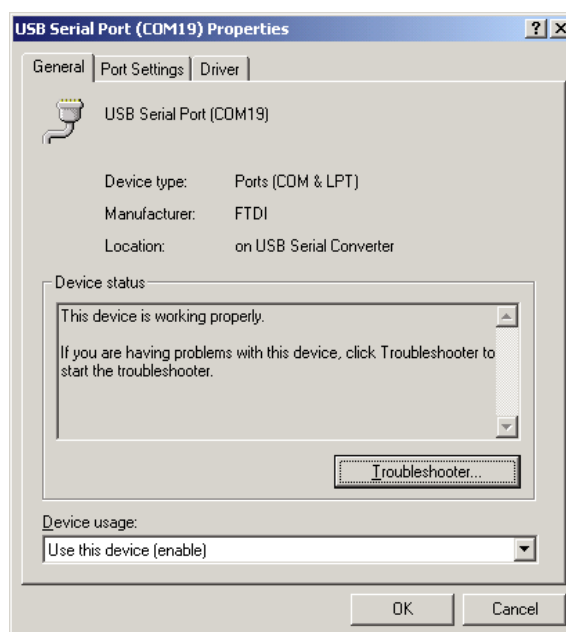 USB Serial Port (COM19) Properties
General Port Settings Driver
USB Serial Port (COM19)
Device type: Ports (COM & LPT)
Manufacturer: FTDI
Location: on USB Serial Converter
Device status
This device is working properly.
If you are having problems with this device, click Troubleshooter to
start the troubleshooter.
Troubleshooter...
Device usage:
Use this device (enable)
OK Cancel